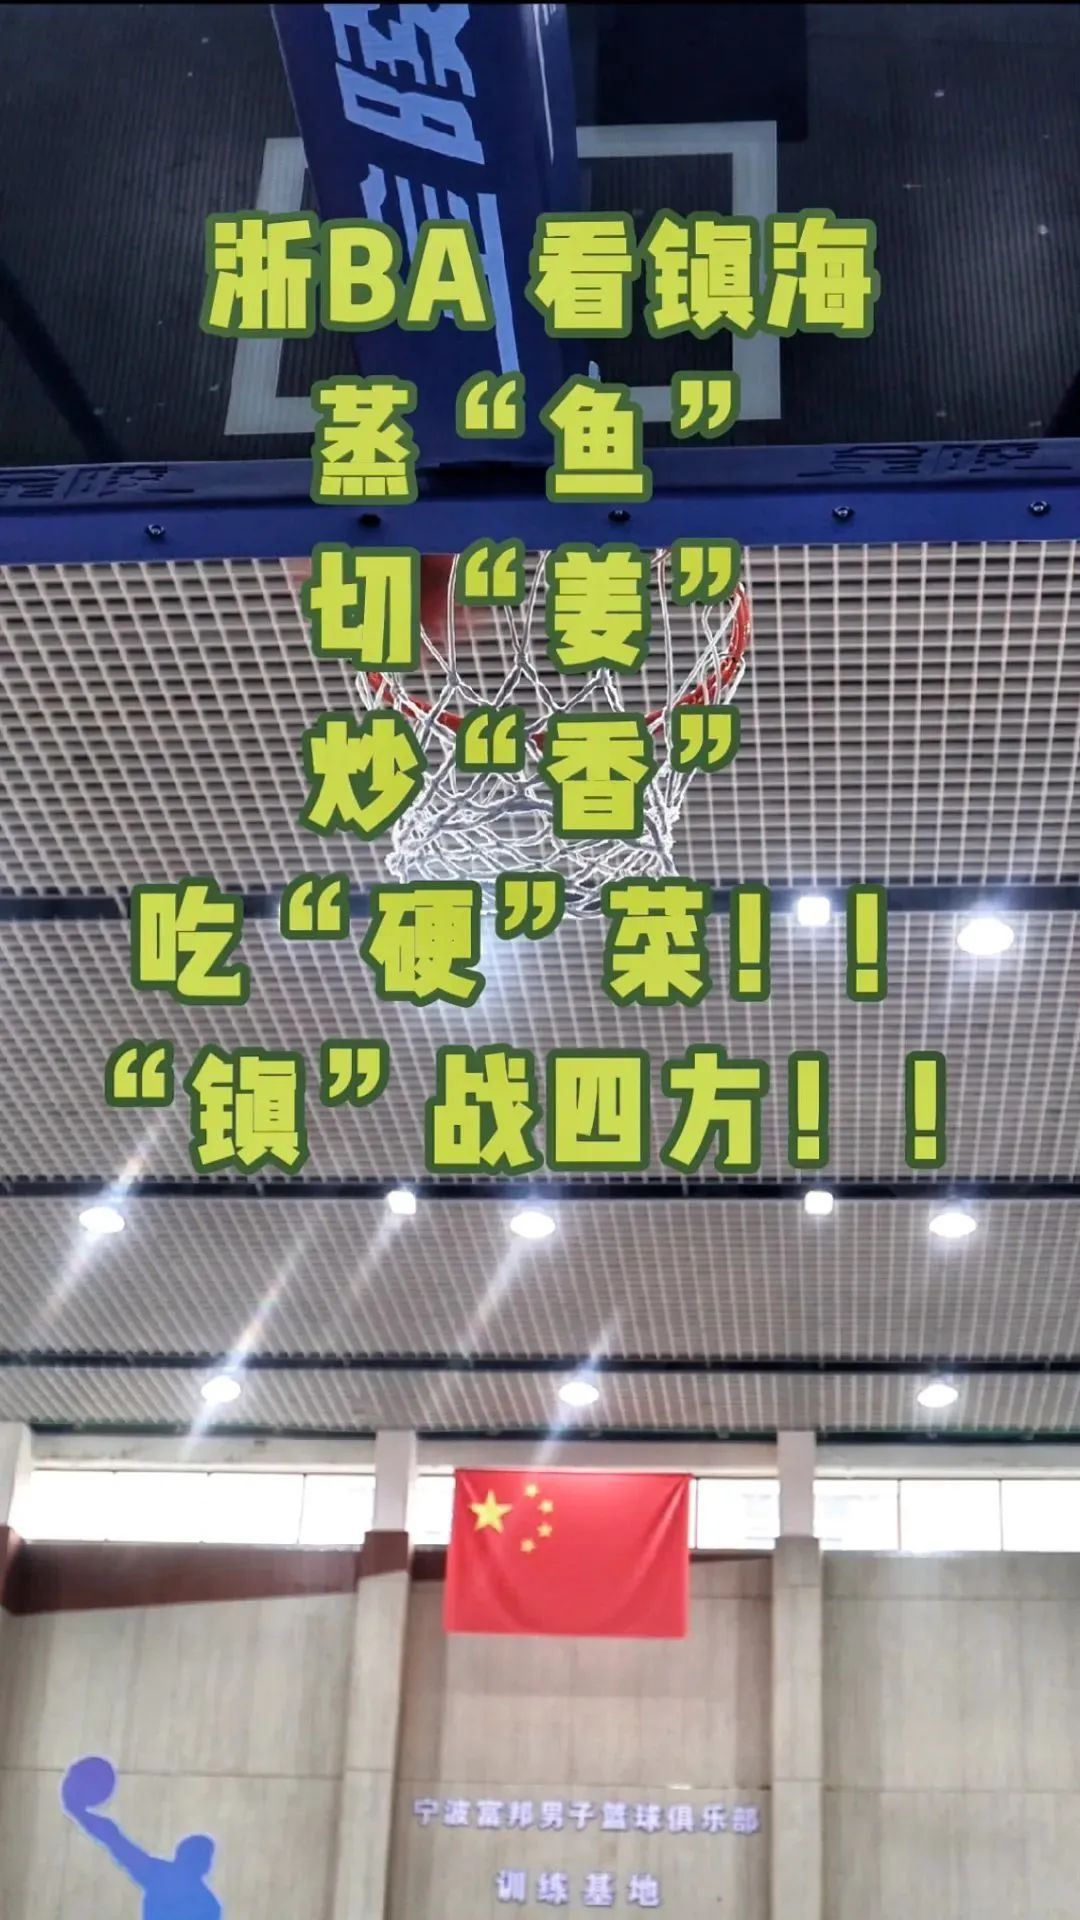 浙BA 看镇海
蒸“鱼”
切“姜”
炒“香”
吃“硬”菜！！
“镇”战四方！！
宁波富邦男子篮球俱乐部
训练基地